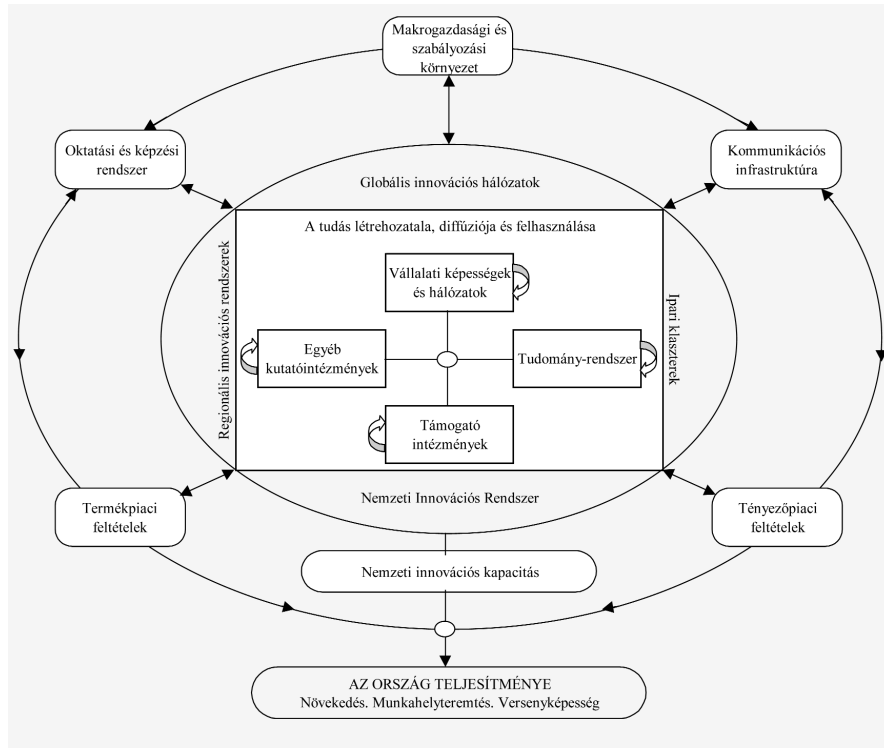 Makrogazdasági és
szabályozási
környezet
Oktatási és képzési
rendszer
Kommunikációs
infrastruktúra
Globális innovációs hálózatok
A tudás létrehozatala, diffúziója és felhasználása
Regionális innovációs rendszerek
Ipari klaszterek
Vállalati képességek
és hálózatok
Egyéb
kutatóintézmények
Tudomány-rendszer
Támogató
intézmények
Termékpiaci
feltételek
Nemzeti Innovációs Rendszer
Tényezőpiaci
feltételek
Nemzeti innovációs kapacitás
AZ ORSZÁG TELJESÍTMÉNYE
Növekedés. Munkahelyteremtés. Versenyképesség